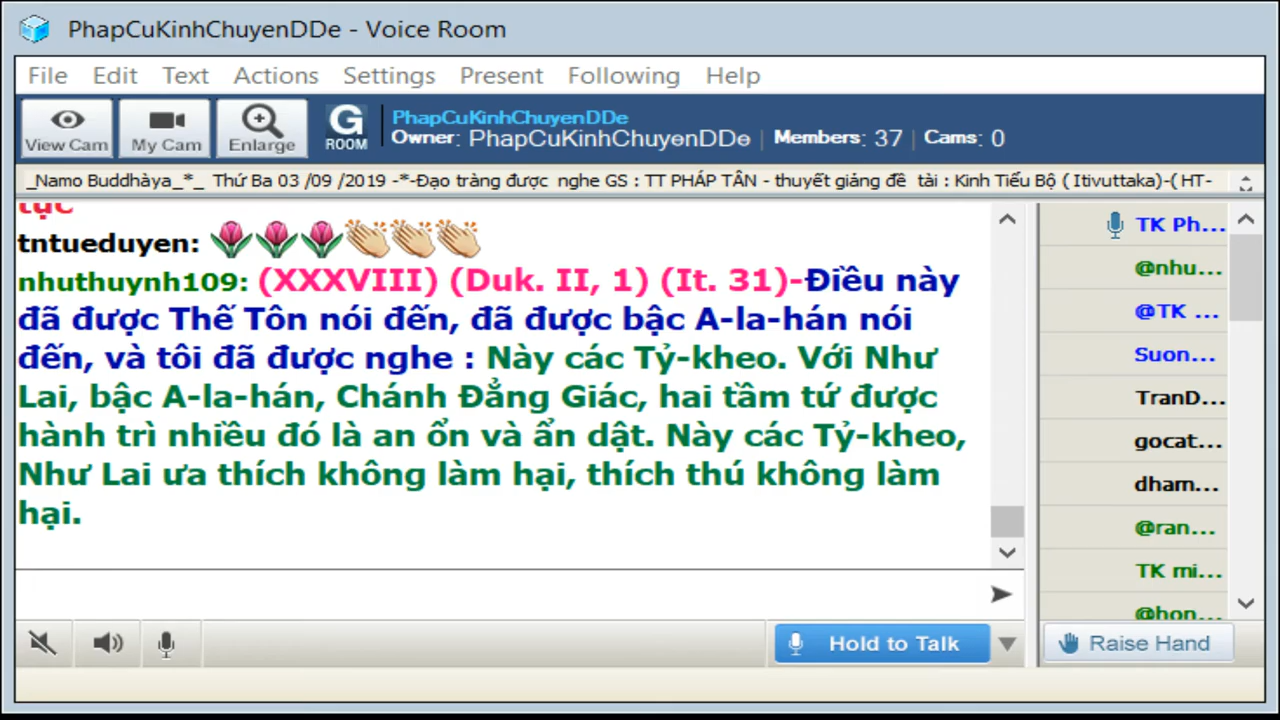 PhapCuKinhChuyenDDe - Voice Room
File Edit Text Actions Settings Present Following Help
View Cam My Cam Enlarge G ROOM
PhapCuKinhChuyenDDe
Owner: PhapCuKinhChuyenDDe | Members: 37 | Cams: 0
_Namo Buddhàya_*_ Thứ Ba 03 /09 /2019 -*-Đạo tràng được nghe GS : TT PHÁP TÂN - thuyết giảng đề tài : Kinh Tiểu Bộ ( Itivuttaka)-( HT-
tục
tntueduyen: 🌷🌷🌷👏👏👏
nhuthuynh109: (XXXVIII) (Duk. II, 1) (It. 31)-Điều này
đã được Thế Tôn nói đến, đã được bậc A-la-hán nói
đến, và tôi đã được nghe : Này các Tỷ-kheo. Với Như
Lai, bậc A-la-hán, Chánh Đẳng Giác, hai tầm tứ được
hành trì nhiều đó là an ổn và ẩn dật. Này các Tỷ-kheo,
Như Lai ưa thích không làm hại, thích thú không làm
hại.
TK Ph...
@nhu...
@TK ...
Suon...
TranD...
gocat...
dham...
@ran...
TK mi...
@hon...
Hold to Talk
Raise Hand